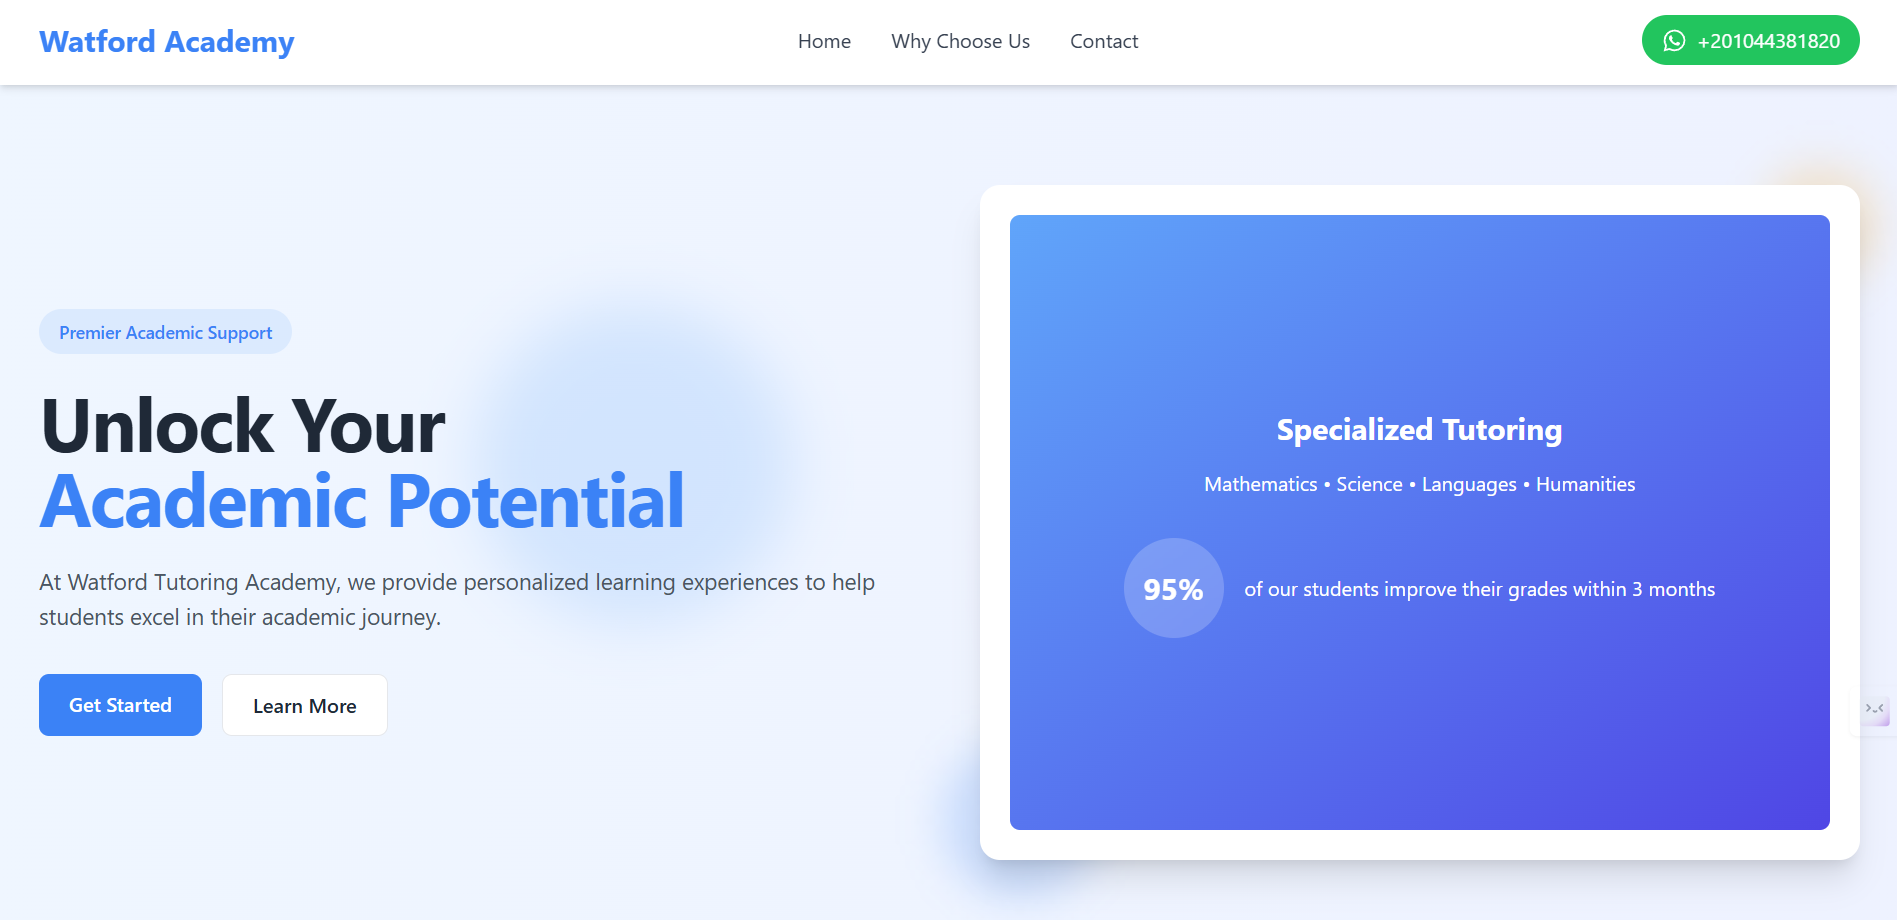 Watford Academy
Home
Why Choose Us
Contact
+201044381820
Premier Academic Support
Unlock Your
Academic Potential
At Watford Tutoring Academy, we provide personalized learning experiences to help
students excel in their academic journey.
Get Started
Learn More
Specialized Tutoring
Mathematics • Science • Languages • Humanities
95%
of our students improve their grades within 3 months